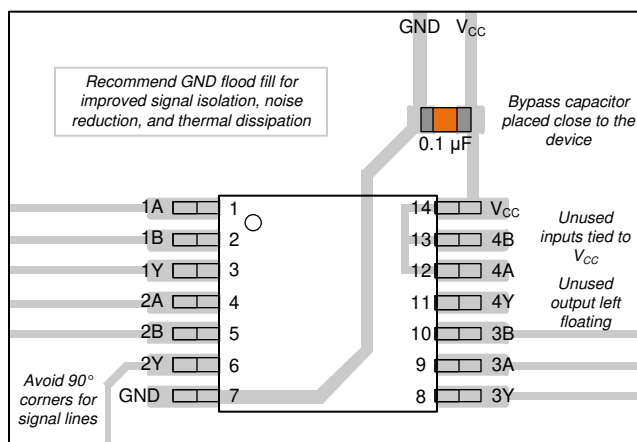 GND VCC
Recommend GND flood fill for
improved signal isolation, noise
reduction, and thermal dissipation
Bypass capacitor
placed close to the
device
0.1 µF
1A 1 14 VCC
1B 2 13 4B
1Y 3 12 4A
2A 4 11 4Y
2B 5 10 3B
2Y 6 9 3A
GND 7 8 3Y
Unused
inputs tied to
VCC
Unused
output left
floating
Avoid 90°
corners for
signal lines